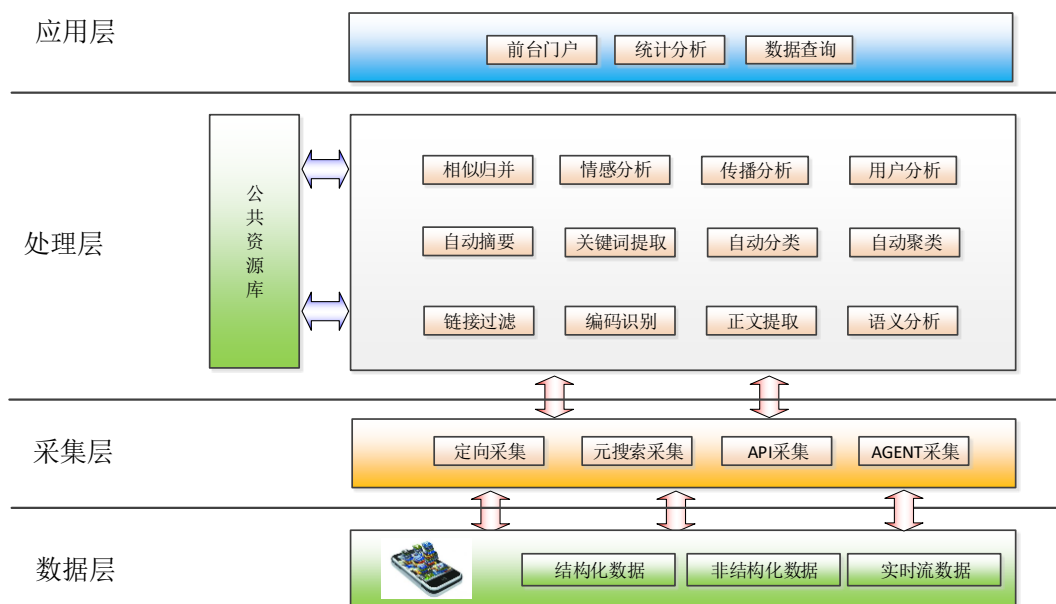 应用层
前台门户
统计分析
数据查询
处理层
公共资源库
相似归并
情感分析
传播分析
用户分析
自动摘要
关键词提取
自动分类
自动聚类
链接过滤
编码识别
正文提取
语义分析
采集层
定向采集
元搜索采集
API采集
AGENT采集
数据层
结构化数据
非结构化数据
实时流数据